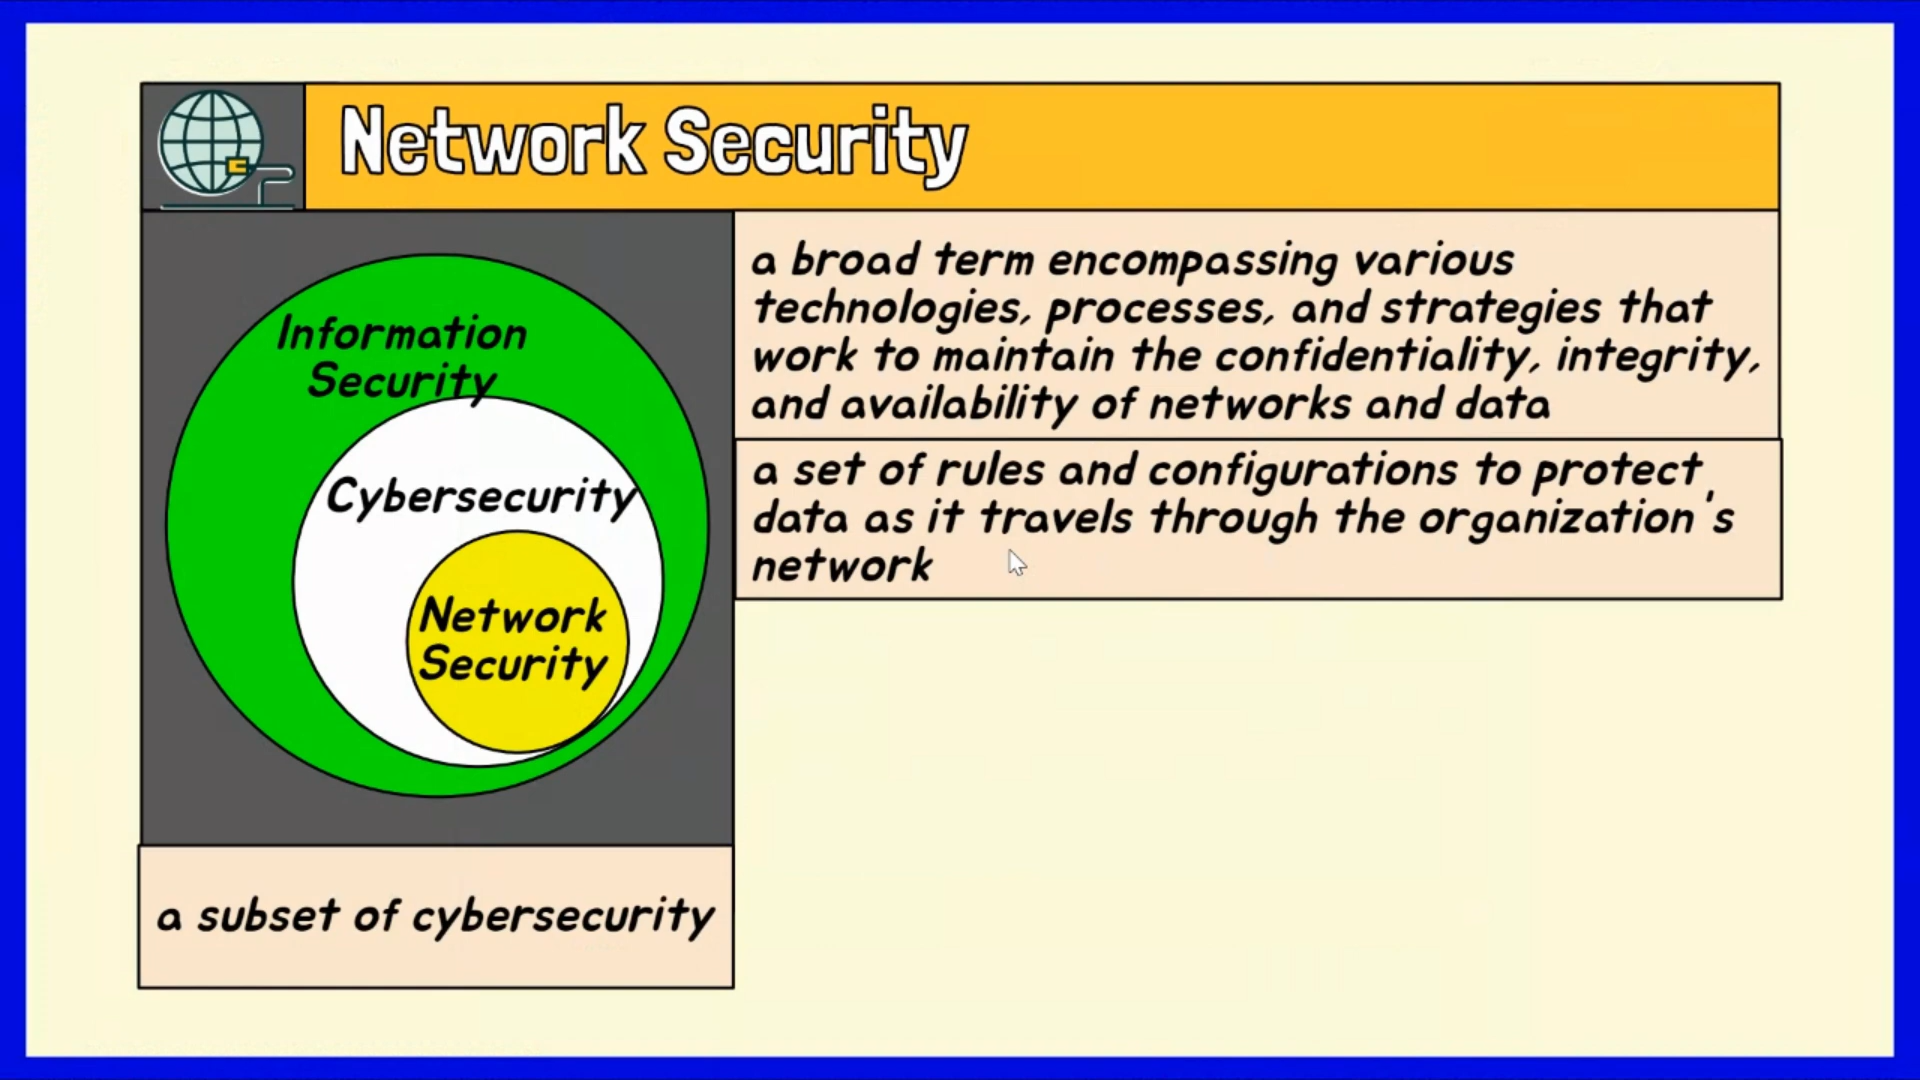 Network Security
Information
Security
Cybersecurity
Network
Security
a subset of cybersecurity
a broad term encompassing various
technologies, processes, and strategies that
work to maintain the confidentiality, integrity,
and availability of networks and data
a set of rules and configurations to protect
data as it travels through the organization's
network